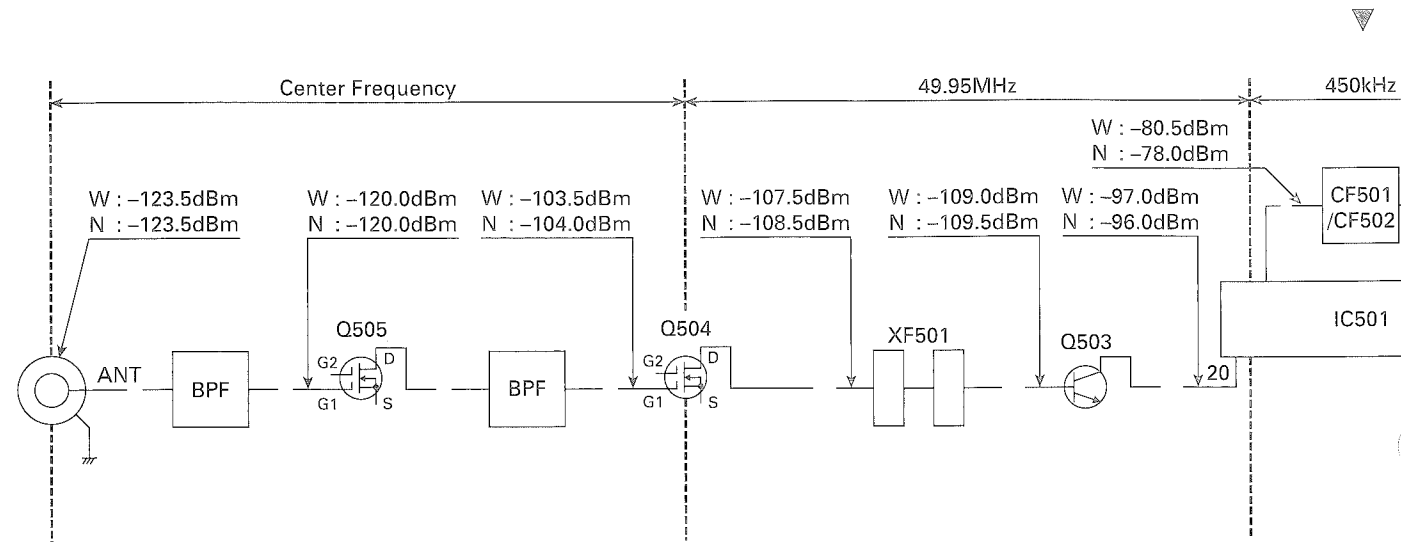 Center Frequency
49.95MHz
450kHz
W : –80.5dBm
N : –78.0dBm
W : –123.5dBm
N : –123.5dBm
W : –120.0dBm
N : –120.0dBm
W : –103.5dBm
N : –104.0dBm
W : –107.5dBm
N : –108.5dBm
W : –109.0dBm
N : –109.5dBm
W : –97.0dBm
N : –96.0dBm
CF501
/CF502
IC501
Q505
Q504
XF501
Q503
ANT
BPF
G2
D
G1
S
BPF
G2
D
G1
S
20